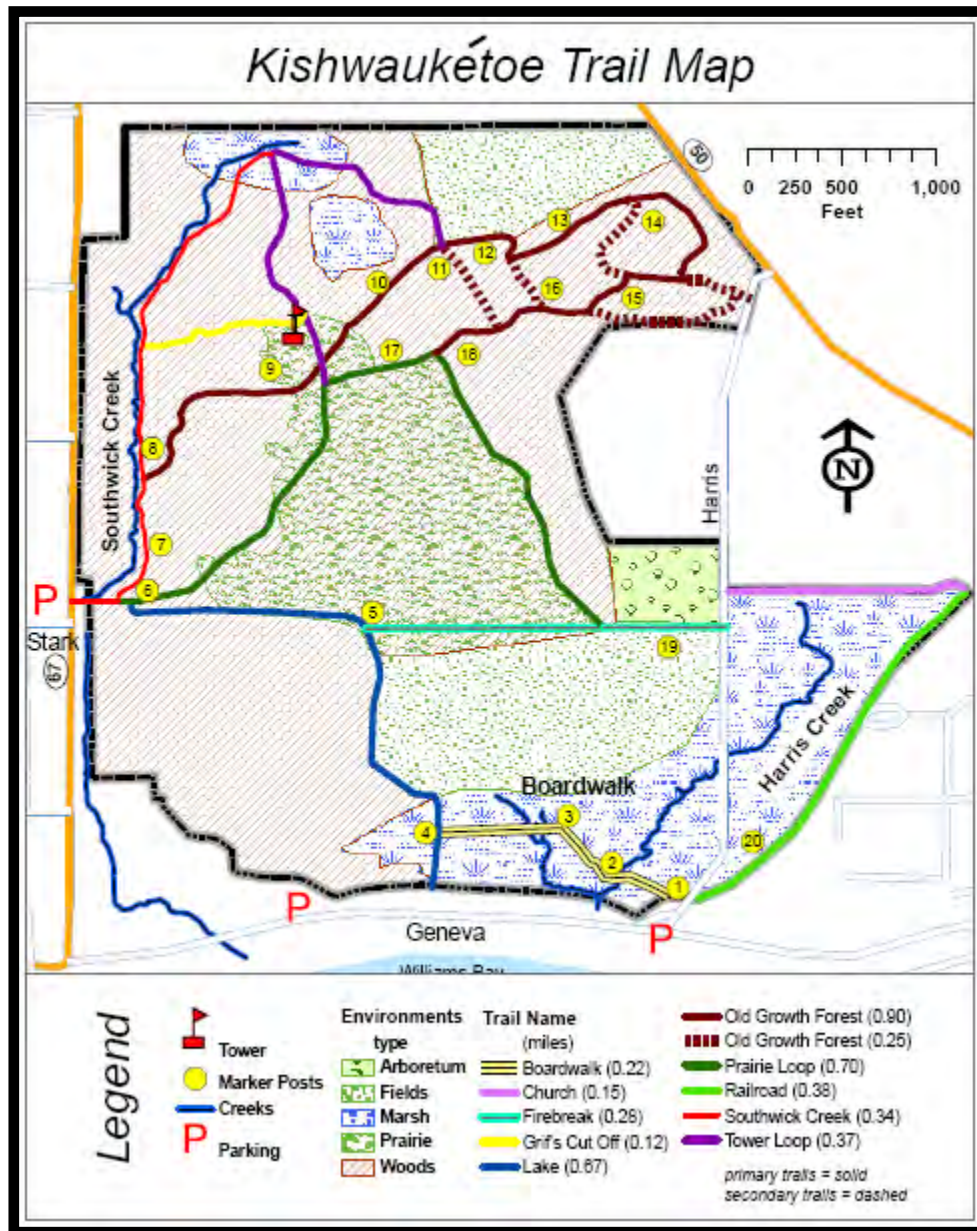 Kishwaukétoe Trail Map
50
0 250 500 1,000
Feet
13
14
12
11
10
16
15
17
18
9
N
8
Southwick Creek
Harris
7
6
P
5
Stark
19
67
Harris Creek
Boardwalk
3
4
20
2
1
P
P
Geneva
Williams Bay
Legend
Tower
Marker Posts
Creeks
P Parking
Environments
type
Arboretum
Fields
Marsh
Prairie
Woods
Trail Name
(miles)
Boardwalk (0.22)
Church (0.15)
Firebreak (0.28)
Grif's Cut Off (0.12)
Lake (0.67)
Old Growth Forest (0.90)
Old Growth Forest (0.25)
Prairie Loop (0.70)
Railroad (0.38)
Southwick Creek (0.34)
Tower Loop (0.37)
primary trails = solid
secondary trails = dashed